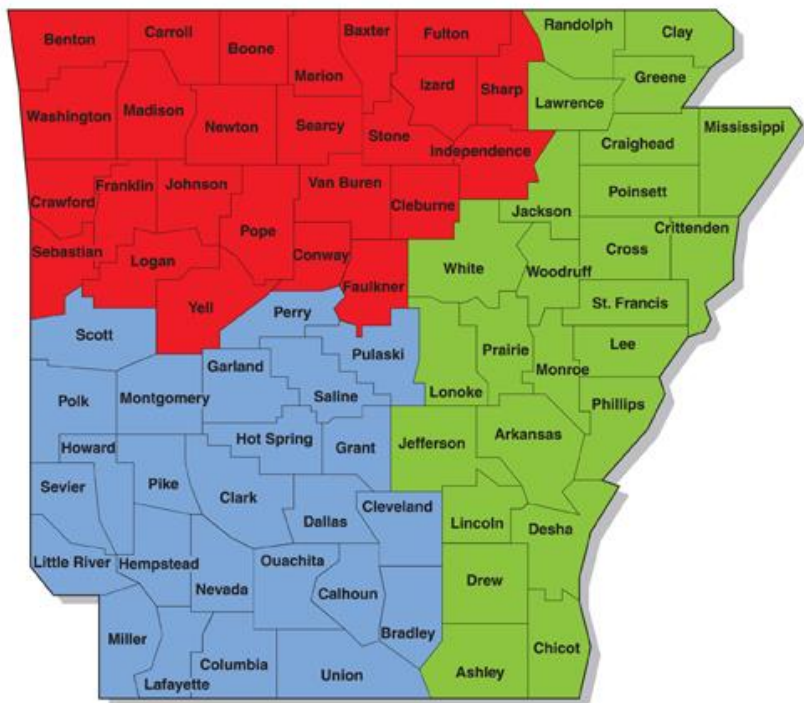 Benton
Carroll
Boone
Baxter
Fulton
Randolph
Clay
Marion
Izard
Sharp
Greene
Lawrence
Washington
Madison
Newton
Searcy
Stone
Independence
Craighead
Mississippi
Crawford
Franklin
Johnson
Van Buren
Cleburne
Jackson
Poinsett
Sebastian
Logan
Pope
Conway
White
Woodruff
Cross
Crittenden
Yell
Faulkner
St. Francis
Scott
Perry
Pulaski
Prairie
Lee
Garland
Lonoke
Monroe
Polk
Montgomery
Saline
Phillips
Howard
Hot Spring
Grant
Jefferson
Arkansas
Sevier
Pike
Clark
Dallas
Cleveland
Lincoln
Desha
Little River
Hempstead
Nevada
Ouachita
Calhoun
Drew
Miller
Bradley
Lafayette
Columbia
Union
Ashley
Chicot